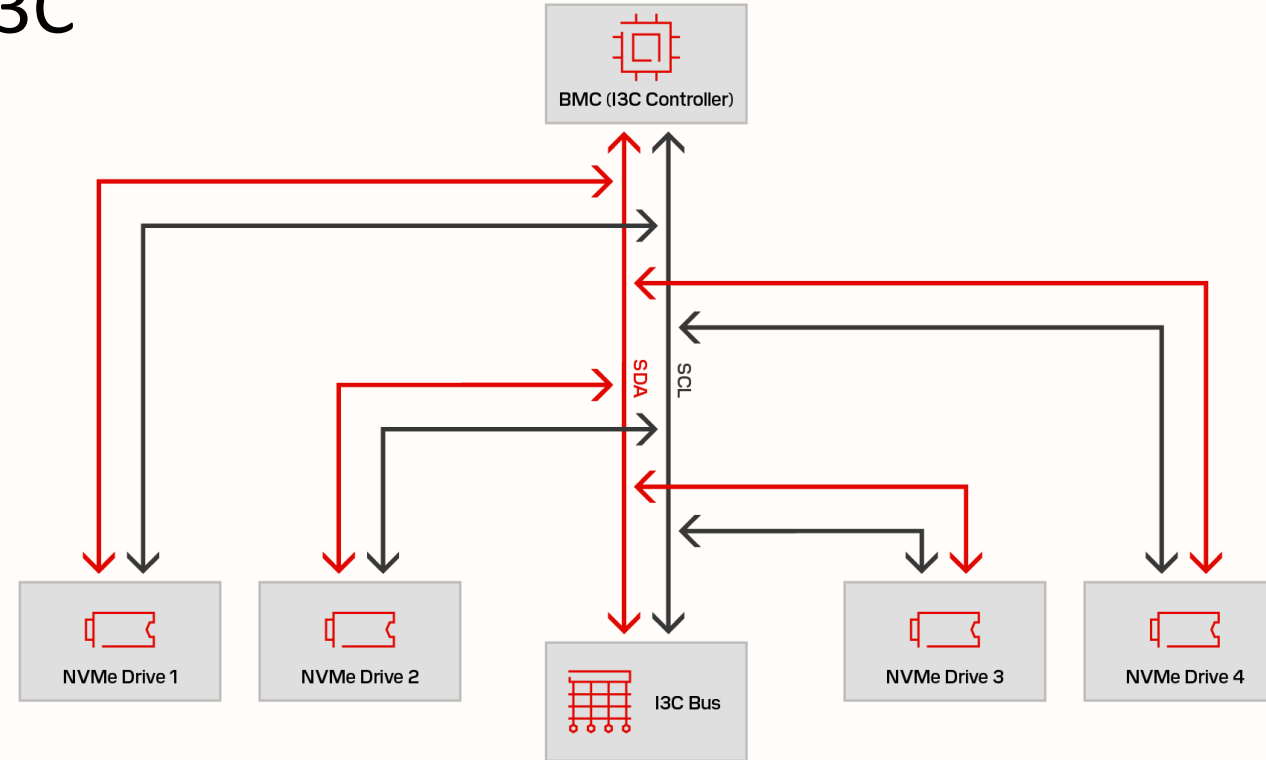 3C
BMC (I3C Controller)
SDA
SCL
NVMe Drive 1
NVMe Drive 2
NVMe Drive 3
NVMe Drive 4
I3C Bus